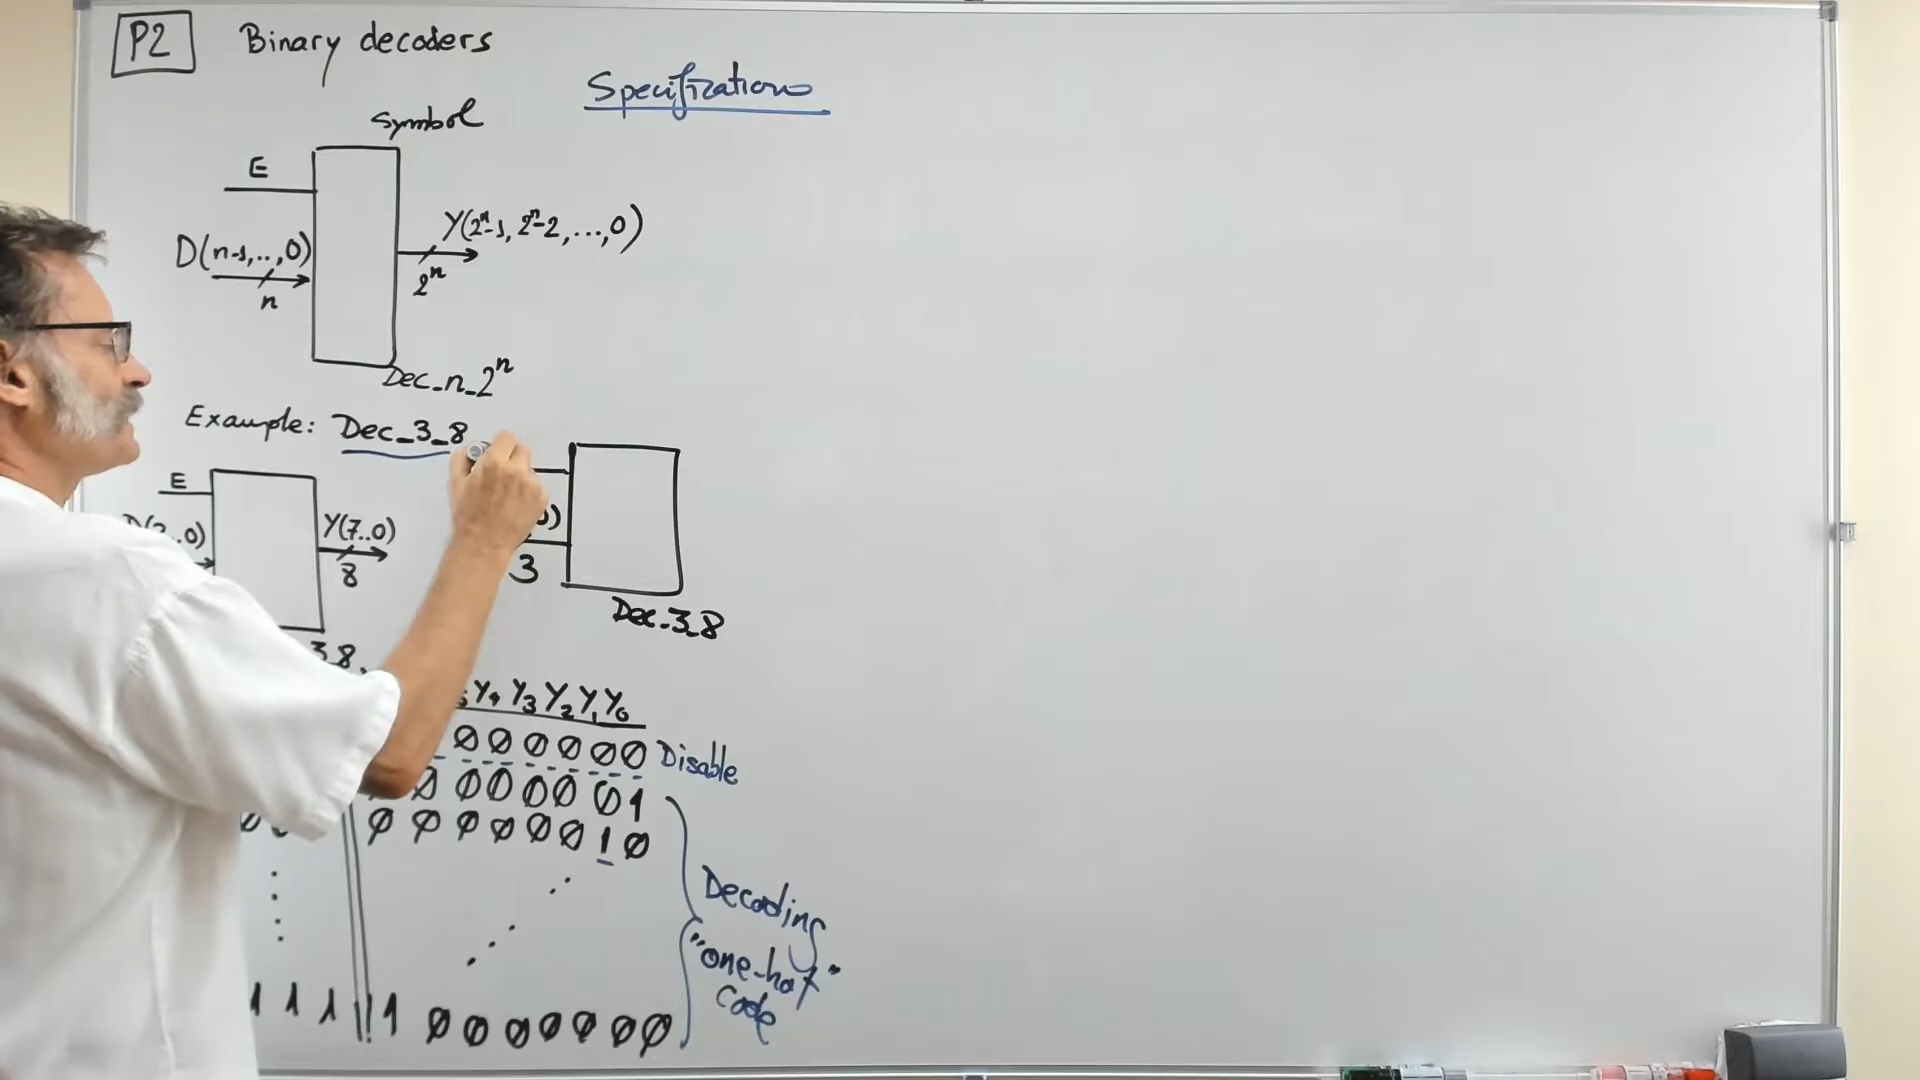 P2 Binary decoders
Specifications
symbol
E
Y(2ⁿ-1, 2ⁿ-2, ..., 0)
D(n-1, .., 0)
n
2ⁿ
Dec_n_2ⁿ
Example: Dec_3_8
E
Y(7..0)
8
3
Dec_3_8
3_8
Y4 Y3 Y2 Y1 Y0
0 0 0 0 0 0 Disable
0 0 0 0 0 0 1
0 0 0 0 0 0 1 0
Decoding
"one-hot"
code
1 1 1 1 0 0 0 0 0 0 0